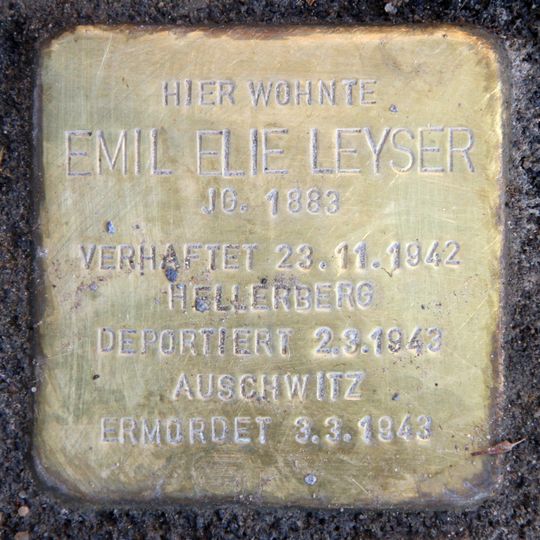 HIER WOHNTE
EMIL ELIE LEYSER
JG. 1883
VERHAFTET 23.11.1942
HELLERBERG
DEPORTIERT 2.3.1943
AUSCHWITZ
ERMORDET 3.3.1943